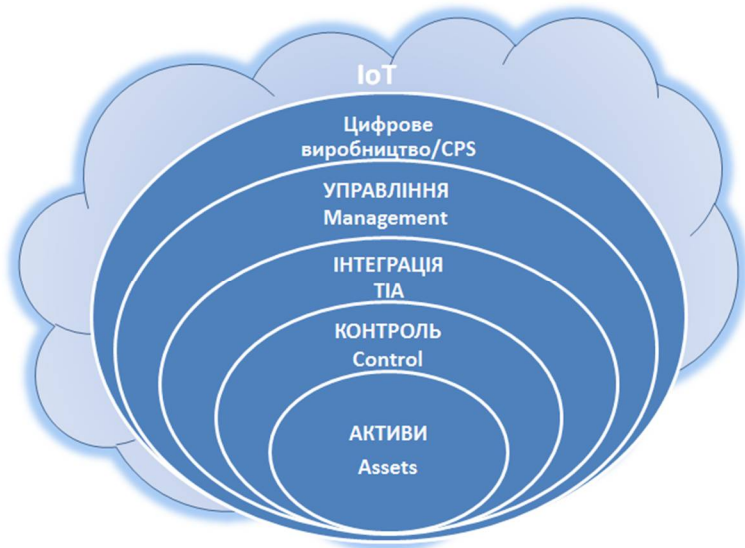 IoT
Цифрове
виробництво/CPS
УПРАВЛІННЯ
Management
ІНТЕГРАЦІЯ
TIA
КОНТРОЛЬ
Control
АКТИВИ
Assets